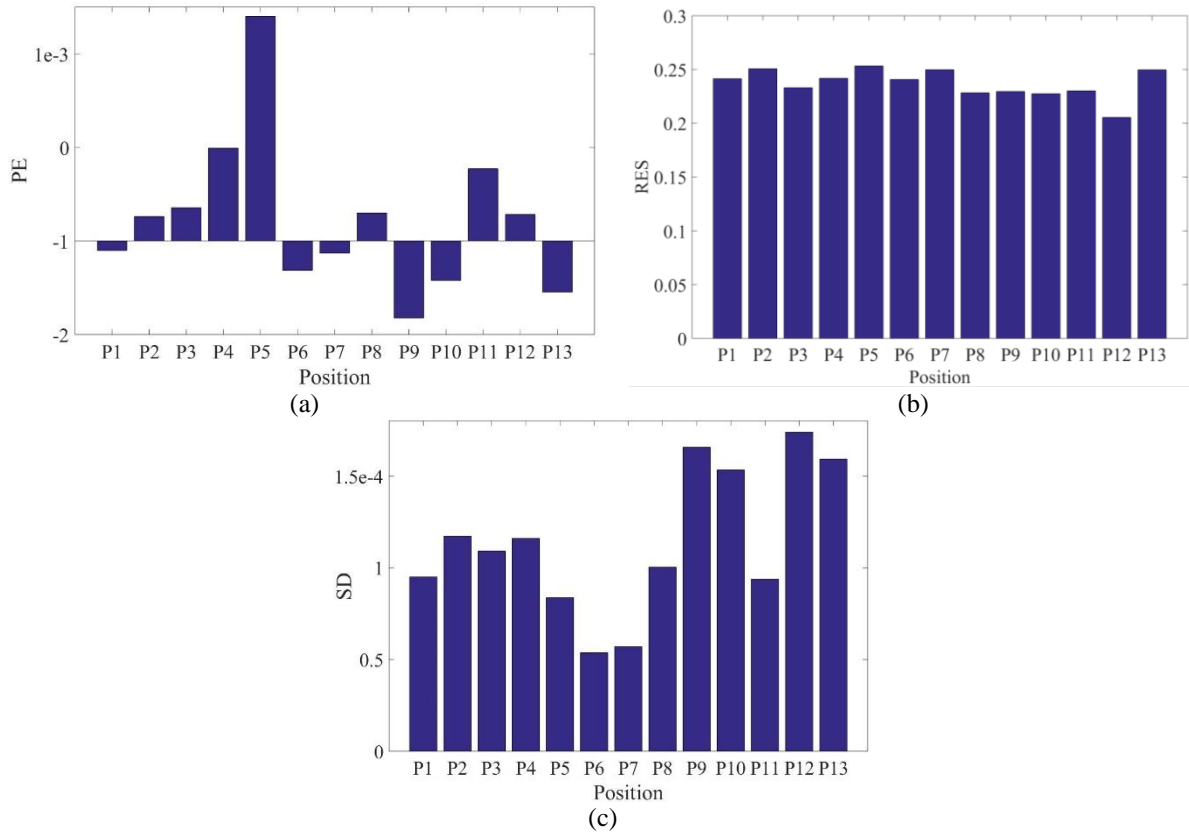 1e-3
0
-1
-2
PE
P1 P2 P3 P4 P5 P6 P7 P8 P9 P10 P11 P12 P13
Position
(a)
0.3
0.25
0.2
0.15
0.1
0.05
0
RES
P1 P2 P3 P4 P5 P6 P7 P8 P9 P10 P11 P12 P13
Position
(b)
1.5e-4
1
0.5
0
SD
P1 P2 P3 P4 P5 P6 P7 P8 P9 P10 P11 P12 P13
Position
(c)